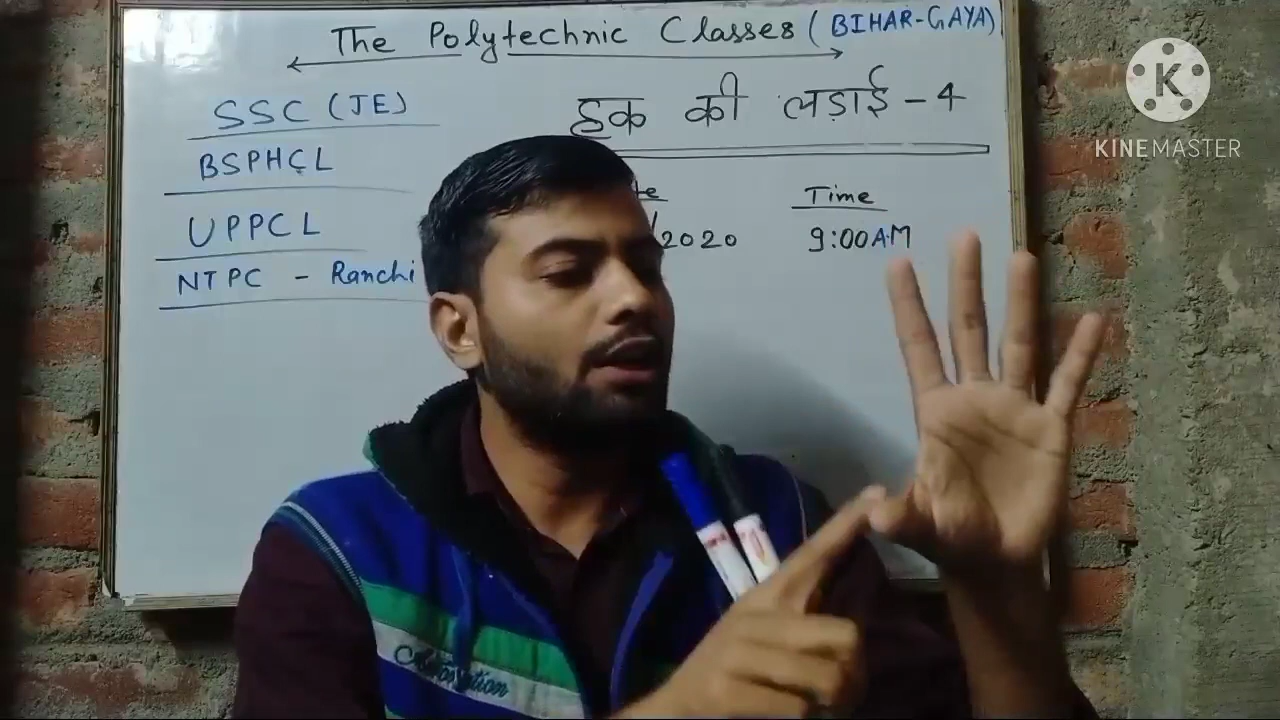 The Polytechnic Classes (BIHAR-GAYA)
SSC (JE)
हक की लड़ाई - 4
BSPHCL
UPPCL
NTPC - Ranchi
Time
/2020
9:00AM
K
KINEMASTER